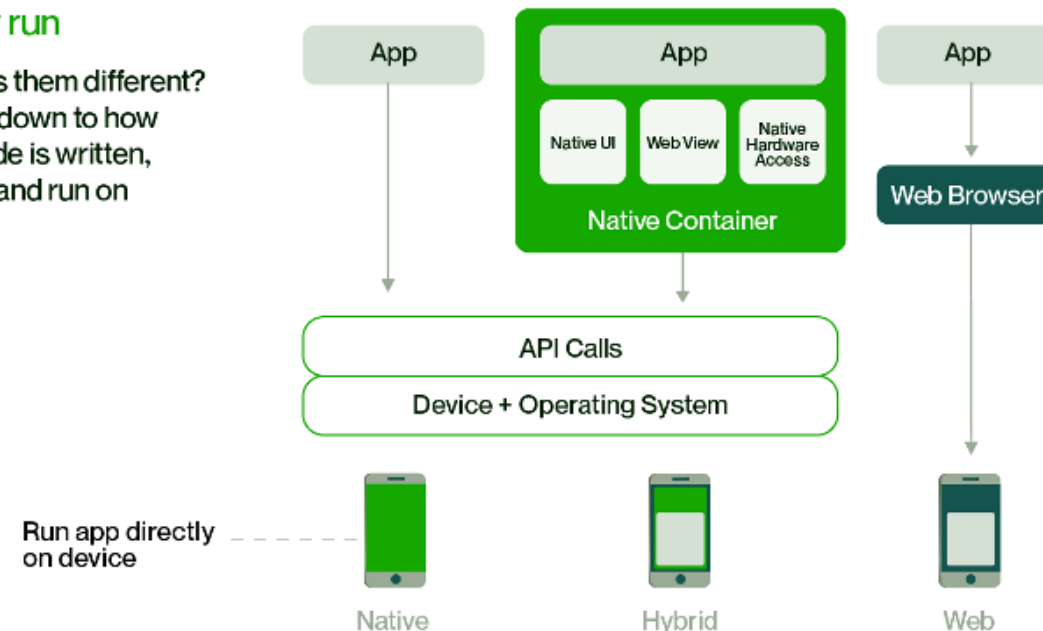 run
s them different?
down to how
de is written,
and run on
App
App
App
Native UI
Web View
Native
Hardware
Access
Native Container
Web Browser
API Calls
Device + Operating System
Run app directly
on device
Native
Hybrid
Web